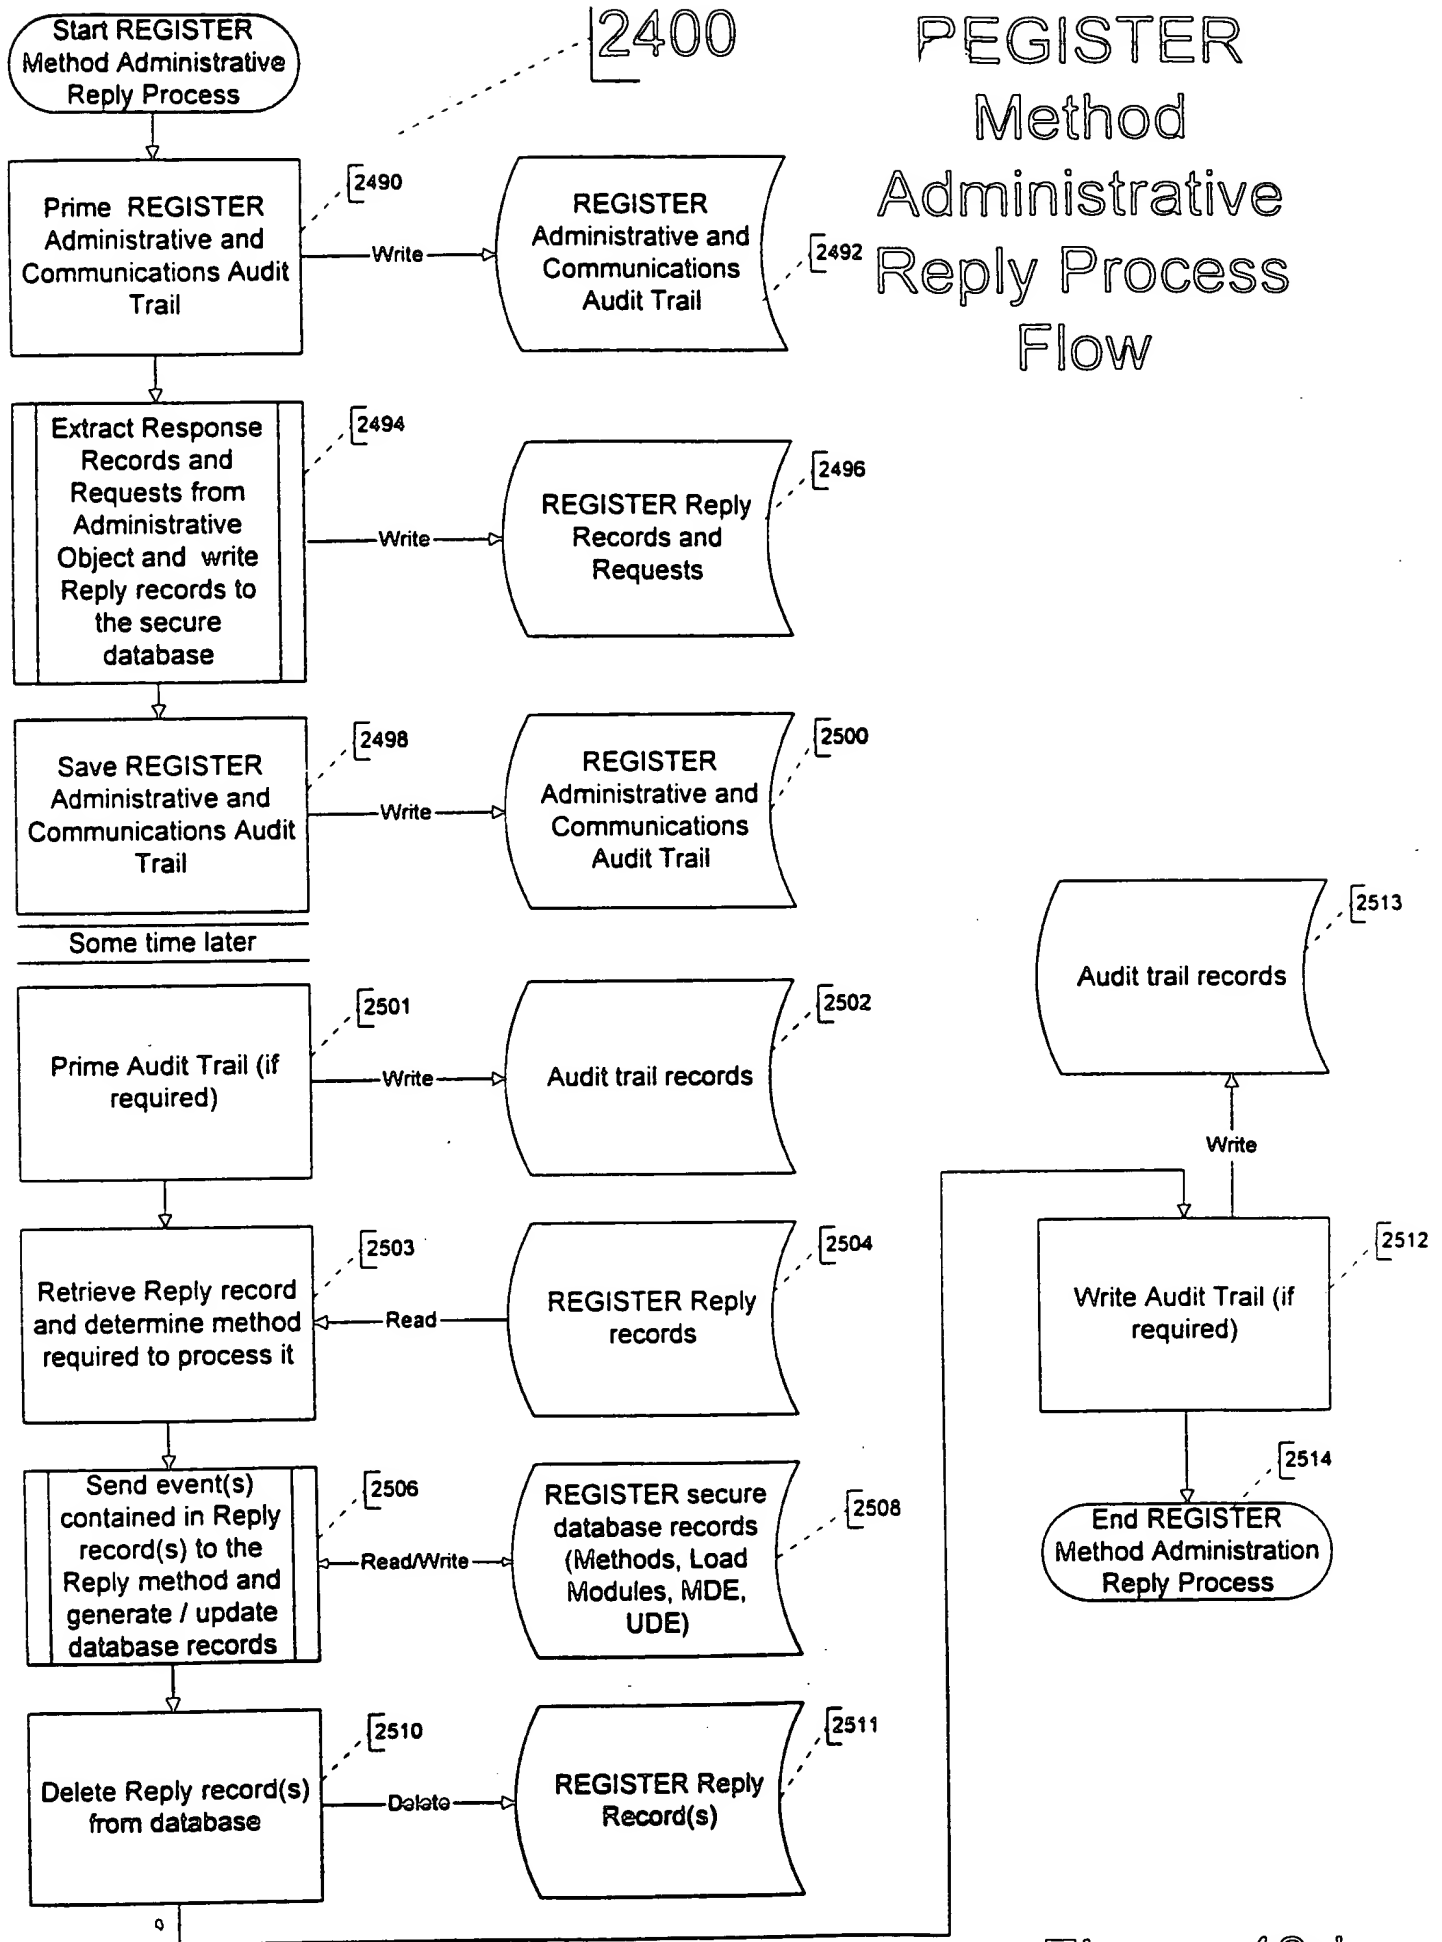 Start REGISTER
Method Administrative
Reply Process
2400
REGISTER
Method
Administrative
Reply Process
Flow
Prime REGISTER
Administrative and
Communications Audit
Trail
2490
Write
REGISTER
Administrative and
Communications
Audit Trail
2492
Extract Response
Records and
Requests from
Administrative
Object and write
Reply records to
the secure
database
2494
Write
REGISTER Reply
Records and
Requests
2496
Save REGISTER
Administrative and
Communications Audit
Trail
2498
Write
REGISTER
Administrative and
Communications
Audit Trail
2500
Some time later
Prime Audit Trail (if
required)
2501
Write
Audit trail records
2502
Retrieve Reply record
and determine method
required to process it
2503
Read
REGISTER Reply
records
2504
Send event(s)
contained in Reply
record(s) to the
Reply method and
generate / update
database records
2506
Read/Write
REGISTER secure
database records
(Methods, Load
Modules, MDE,
UDE)
2508
Delete Reply record(s)
from database
2510
Delete
REGISTER Reply
Record(s)
2511
Audit trail records
2513
Write
Write Audit Trail (if
required)
2512
2514
End REGISTER
Method Administration
Reply Process